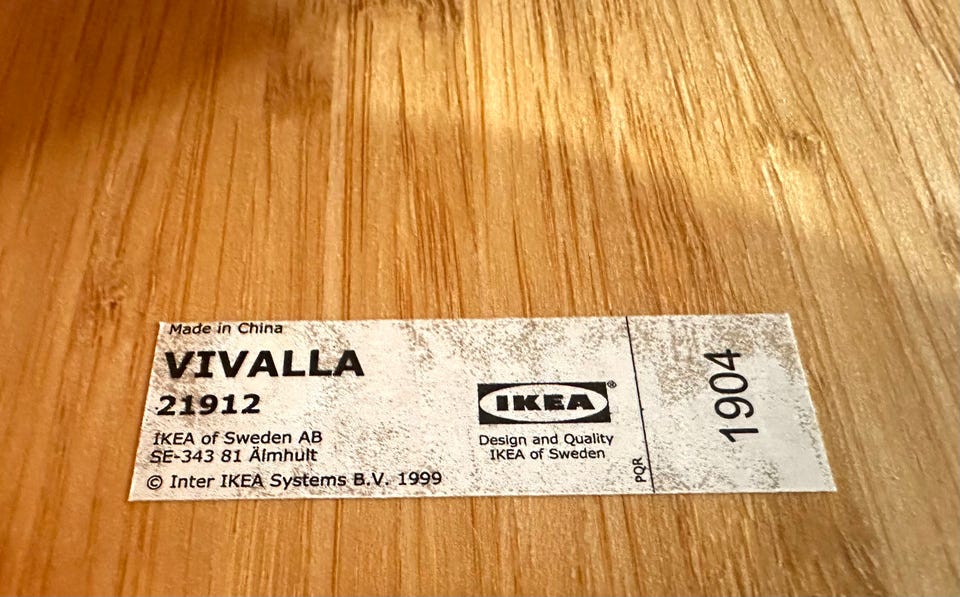 Made in China
VIVALLA
21912
IKEA of Sweden AB
SE-343 81 Älmhult
© Inter IKEA Systems B.V. 1999
IKEA®
Design and Quality
IKEA of Sweden
PQR
1904